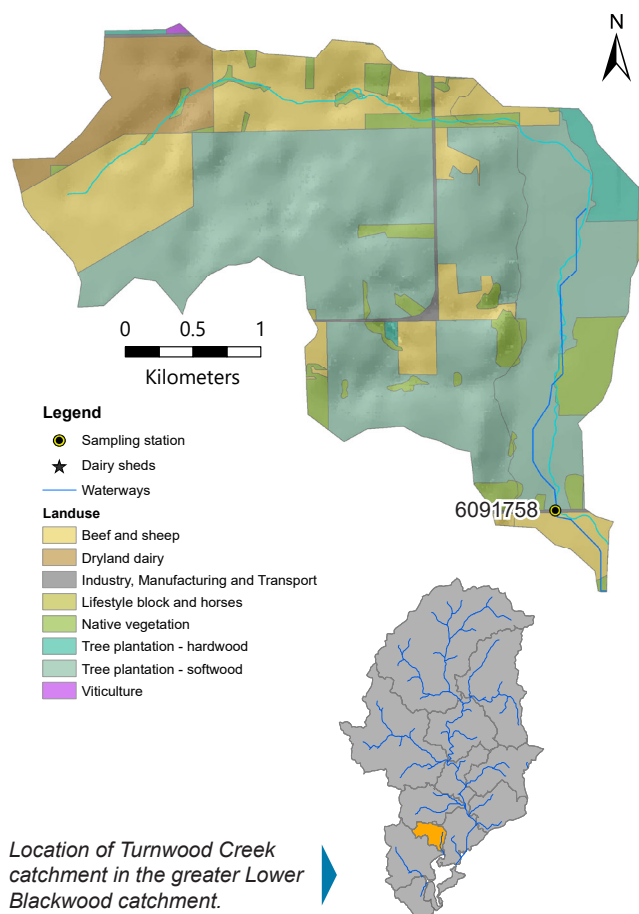 N
0 0.5 1
Kilometers
Legend
Sampling station
Dairy sheds
Waterways
Landuse
Beef and sheep
Dryland dairy
Industry, Manufacturing and Transport
Lifestyle block and horses
Native vegetation
Tree plantation - hardwood
Tree plantation - softwood
Viticulture
6091758
Location of Turnwood Creek
catchment in the greater Lower
Blackwood catchment.